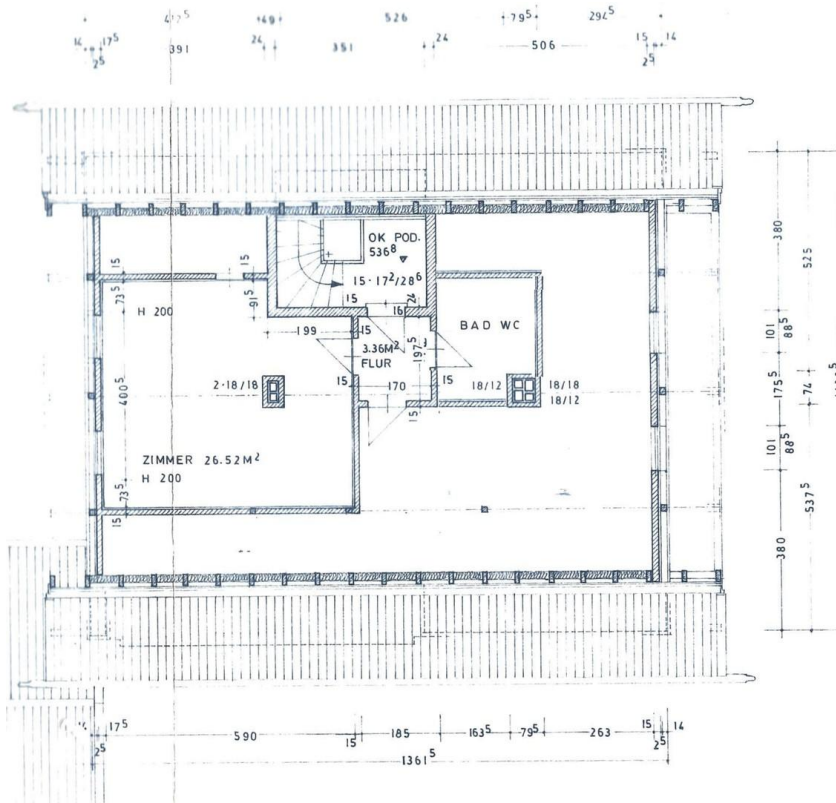 149 526 79⁵ 294⁵
14 17⁵ 391 24 351 24 506 15 14
2⁵ 2⁵
OK POD.
536⁸
15·17²/28⁶
15
73⁵
91⁵
H 200
15 16 24
199 15
3.36M²
FLUR
197⁵
BAD WC
2·18/18
15 170 15
18/12 18/18
18/12
400⁵
15
ZIMMER 26.52M²
H 200
73⁵
15
380
525
101
88⁵
175⁵
74
101
88⁵
537⁵
380
17⁵ 590 15 185 163⁵ 79⁵ 263 15 14
2⁵ 2⁵
1361⁵